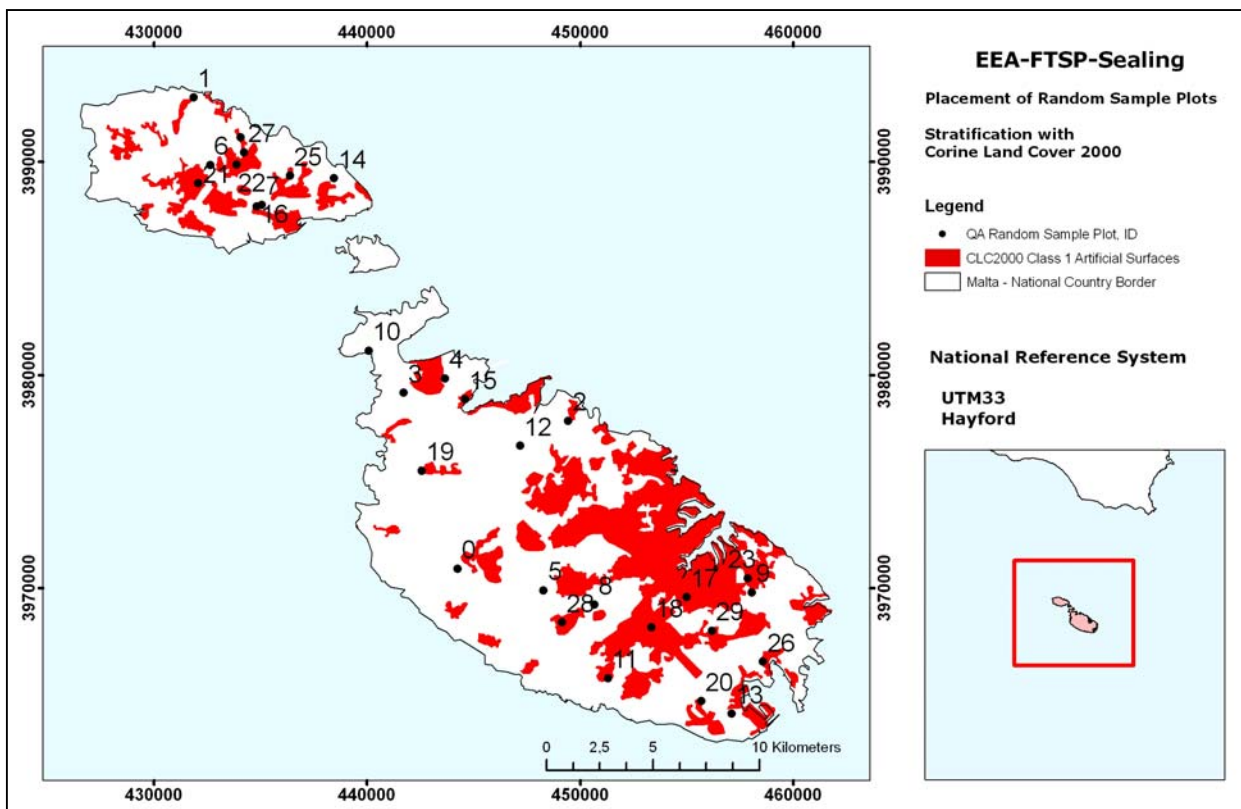 430000 440000 450000 460000
EEA-FTSP-Sealing
Placement of Random Sample Plots
Stratification with
Corine Land Cover 2000
Legend
QA Random Sample Plot, ID
CLC2000 Class 1 Artificial Surfaces
Malta - National Country Border
National Reference System
UTM33
Hayford
3990000
3980000
3970000
3990000
3980000
3970000
1
27
6
25
14
21
22
7
16
10
3
4
15
2
12
19
0
5
8
28
17
23
9
18
29
11
26
20
13
0 2,5 5 10 Kilometers
430000 440000 450000 460000